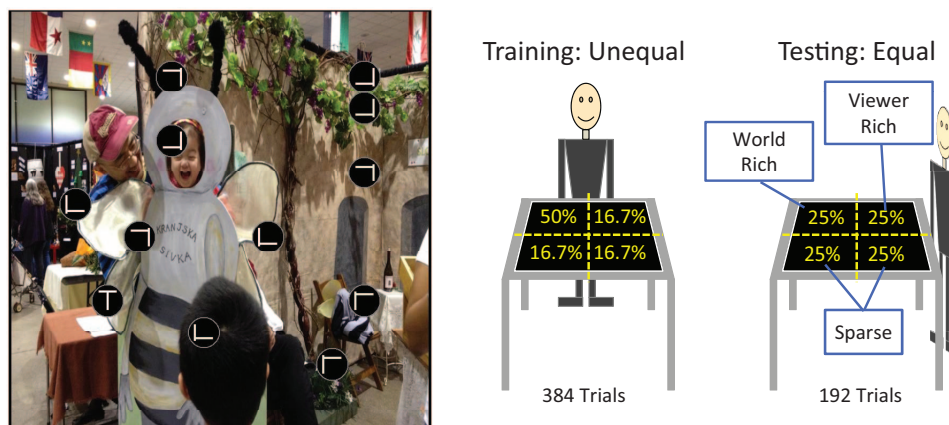 KRANJSKA
SIVKA
Training: Unequal
50% 16.7%
16.7% 16.7%
384 Trials
Testing: Equal
World
Rich
Viewer
Rich
25% 25%
25% 25%
Sparse
192 Trials